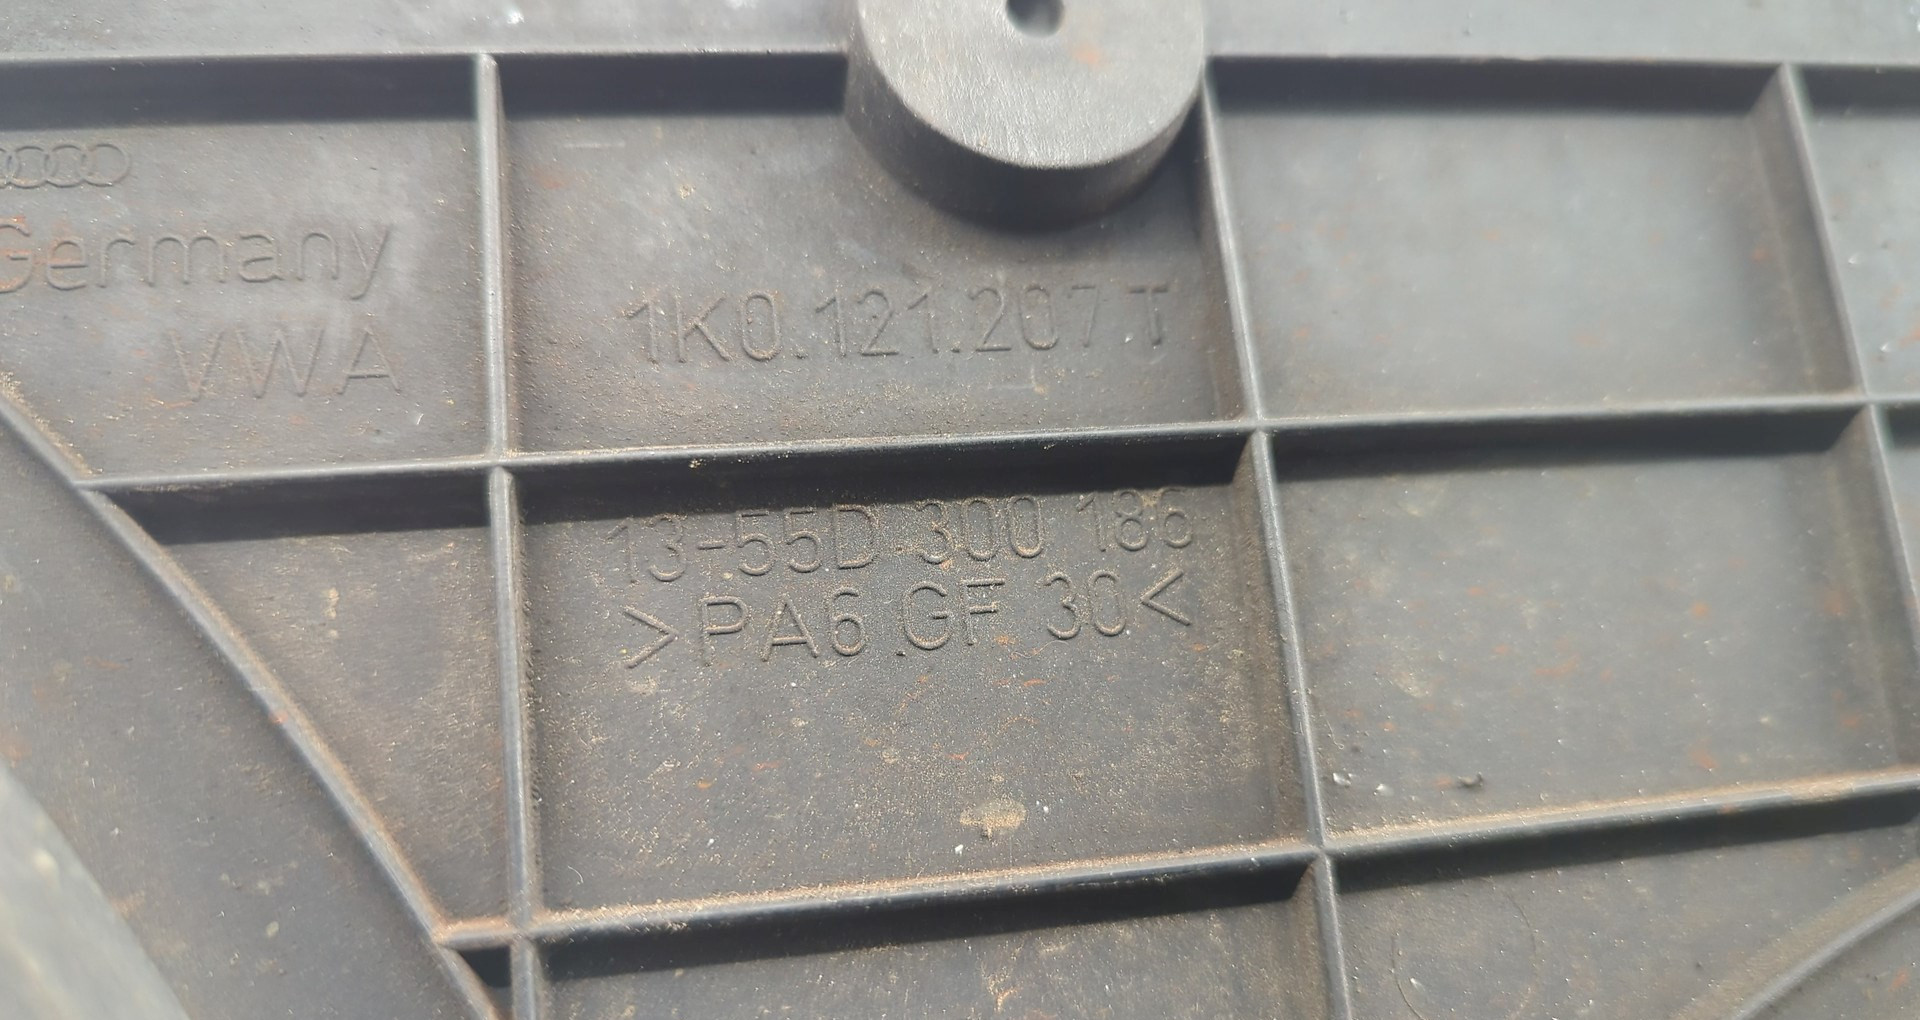 Germany
VWA
1K0.121.207 T
13-55D 300 186
>PA6 GF 30<